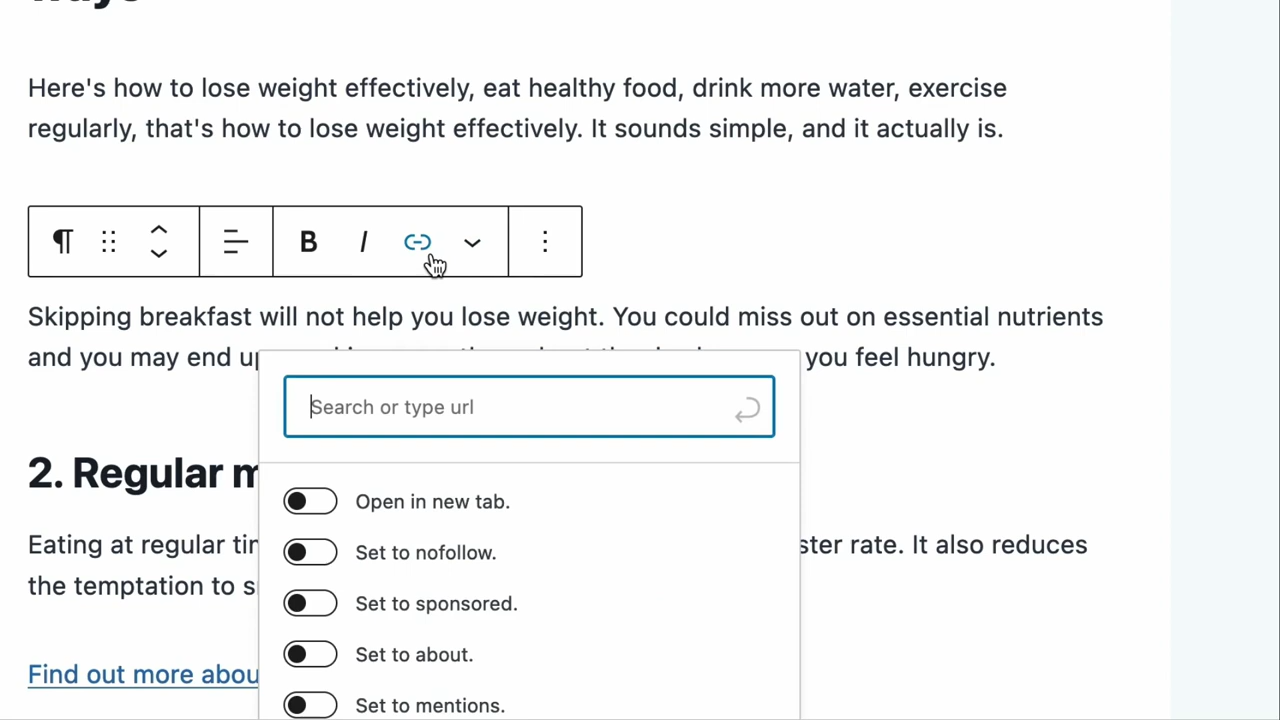 Here's how to lose weight effectively, eat healthy food, drink more water, exercise
regularly, that's how to lose weight effectively. It sounds simple, and it actually is.
B I
Skipping breakfast will not help you lose weight. You could miss out on essential nutrients
and you may end up you feel hungry.
Search or type url
2. Regular
Open in new tab.
Set to nofollow.
Eating at regular rate. It also reduces
the temptation to
Set to sponsored.
Set to about.
Find out more
Set to mentions.